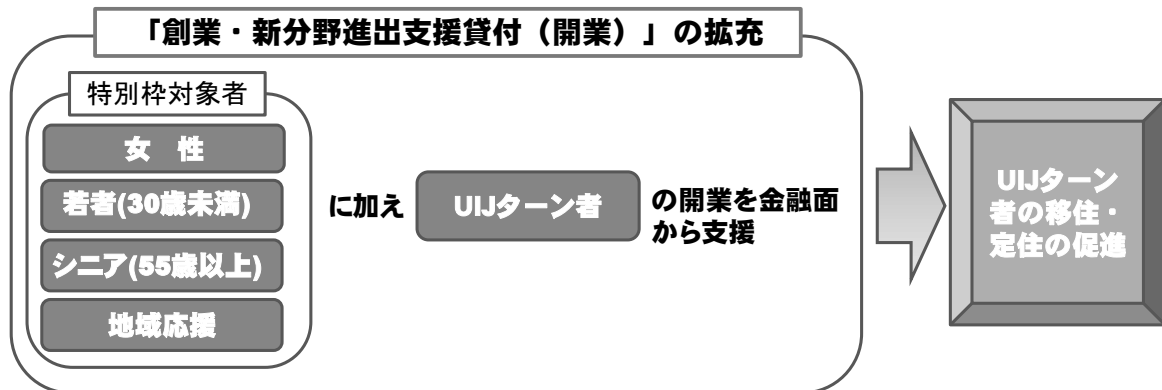 「創業・新分野進出支援貸付（開業）」の拡充
特別枠対象者
女　性
若者(30歳未満)
シニア(55歳以上)
地域応援
に加え
UIJターン者
の開業を金融面
から支援
UIJターン
者の移住・
定住の促進